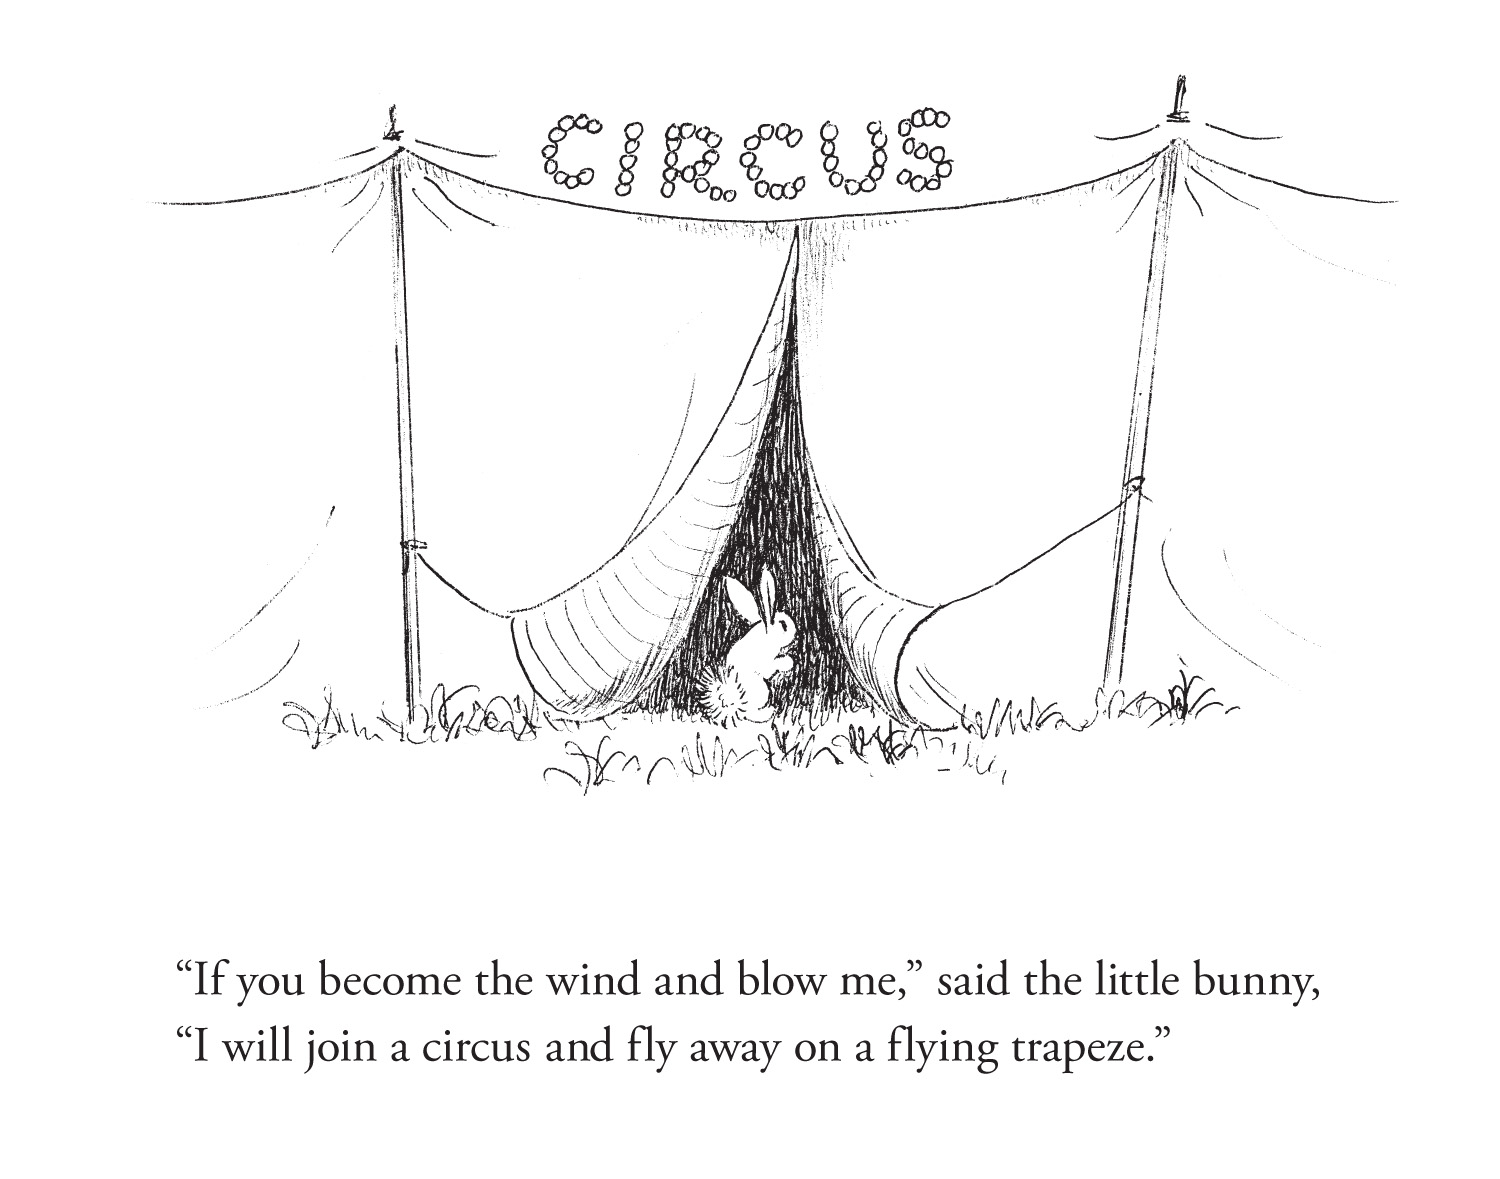 CIRCUS
“If you become the wind and blow me,” said the little bunny,
“I will join a circus and fly away on a flying trapeze.”